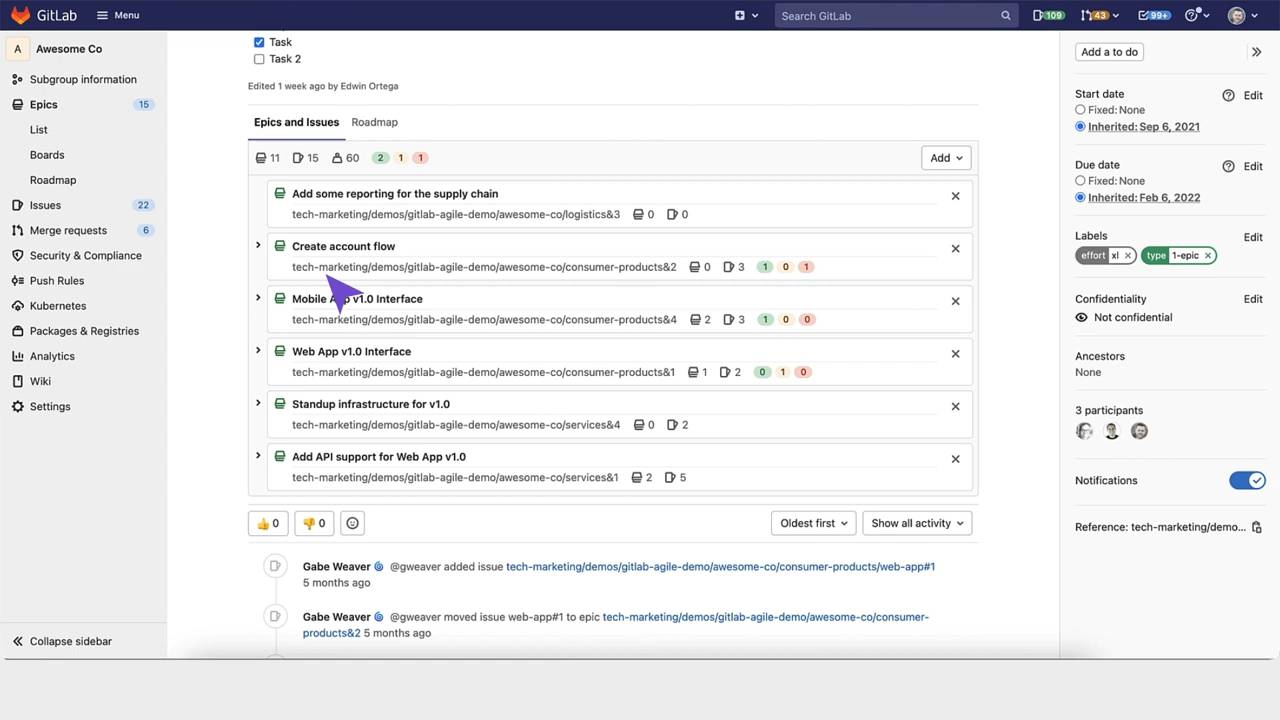 GitLab Menu Search GitLab 109 43 99+
A Awesome Co
Subgroup information
Epics 15
List
Boards
Roadmap
Issues 22
Merge requests 6
Security & Compliance
Push Rules
Kubernetes
Packages & Registries
Analytics
Wiki
Settings
Collapse sidebar
Task
Task 2
Edited 1 week ago by Edwin Ortega
Epics and Issues Roadmap
11 15 60 2 1 1 Add
Add some reporting for the supply chain
tech-marketing/demos/gitlab-agile-demo/awesome-co/logistics&3 0 0
Create account flow
tech-marketing/demos/gitlab-agile-demo/awesome-co/consumer-products&2 0 3 1 0 1
Mobile App v1.0 Interface
tech-marketing/demos/gitlab-agile-demo/awesome-co/consumer-products&4 2 3 1 0 0
Web App v1.0 Interface
tech-marketing/demos/gitlab-agile-demo/awesome-co/consumer-products&1 1 2 0 1 0
Standup infrastructure for v1.0
tech-marketing/demos/gitlab-agile-demo/awesome-co/services&4 0 2
Add API support for Web App v1.0
tech-marketing/demos/gitlab-agile-demo/awesome-co/services&1 2 5
👍 0 👎 0 Oldest first Show all activity
Gabe Weaver @gweaver added issue tech-marketing/demos/gitlab-agile-demo/awesome-co/consumer-products/web-app#1
5 months ago
Gabe Weaver @gweaver moved issue web-app#1 to epic tech-marketing/demos/gitlab-agile-demo/awesome-co/consumer-
products&2 5 months ago
Add a to do
Start date Edit
Fixed: None
Inherited: Sep 6, 2021
Due date Edit
Fixed: None
Inherited: Feb 6, 2022
Labels Edit
effort xl × type 1-epic ×
Confidentiality Edit
Not confidential
Ancestors
None
3 participants
Notifications
Reference: tech-marketing/demo...